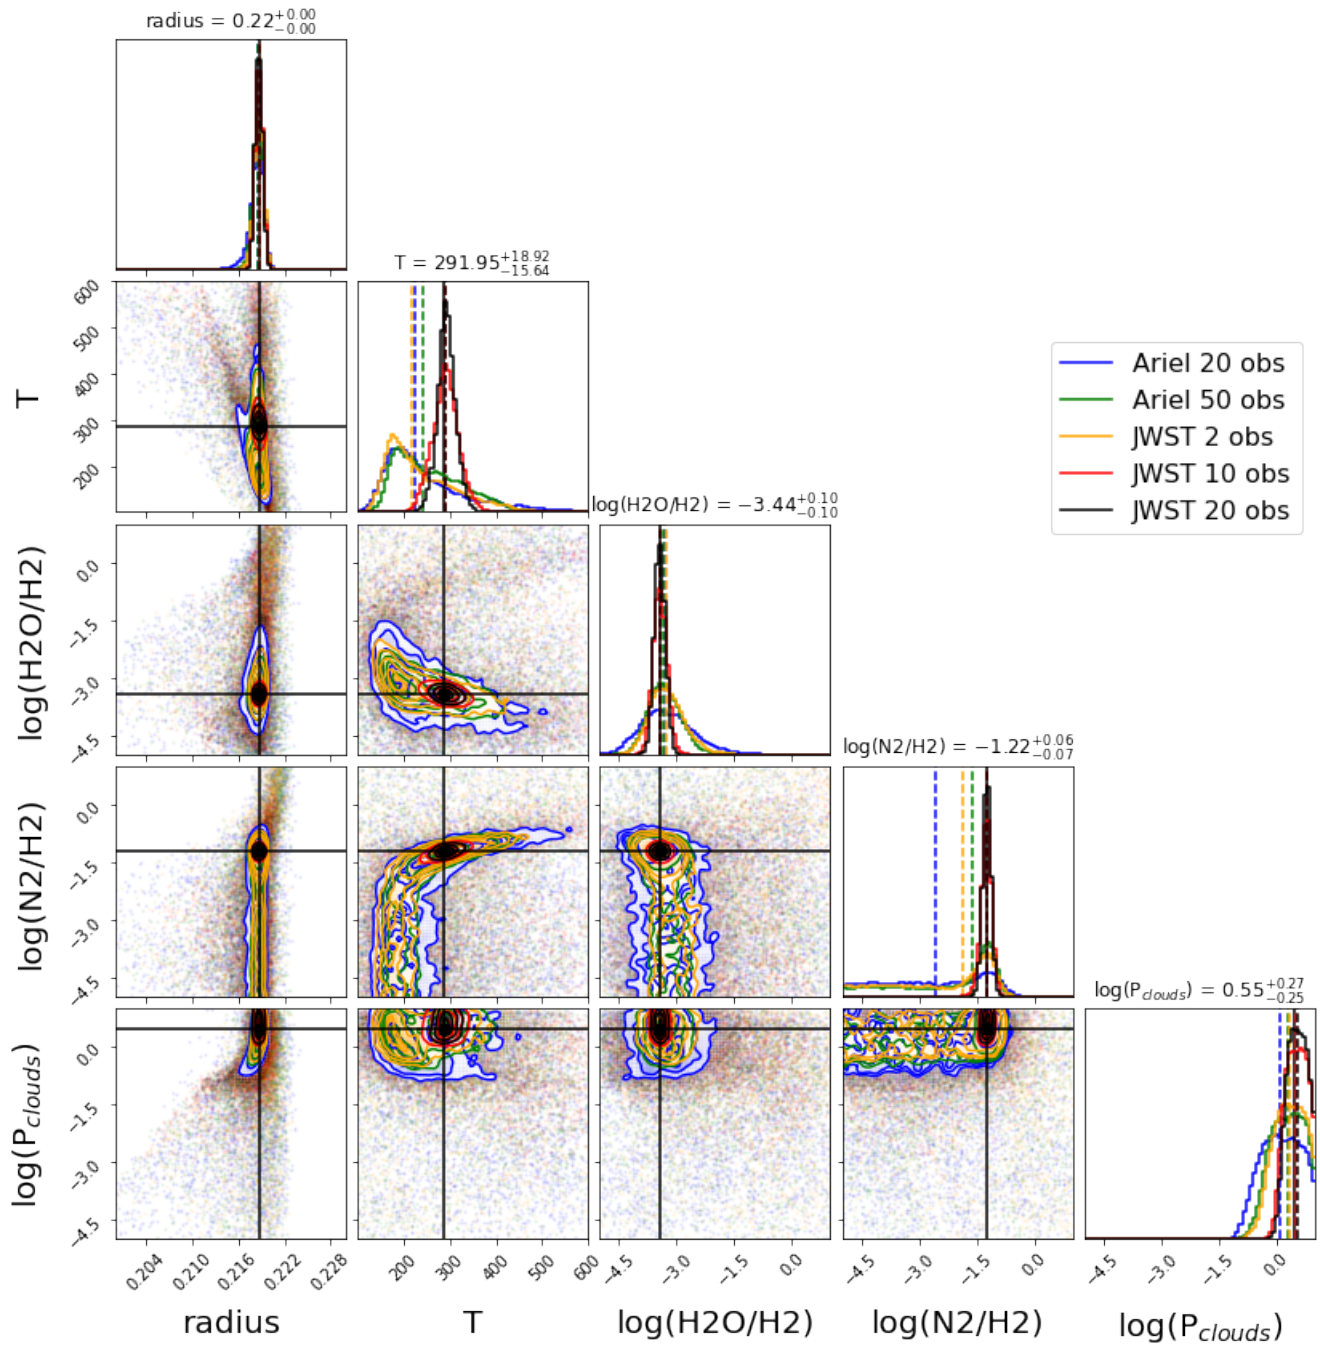 radius = 0.22 +0.00 −0.00
T = 291.95 +18.92 −15.64
log(H2O/H2) = −3.44 +0.10 −0.10
log(N2/H2) = −1.22 +0.06 −0.07
log(P_clouds) = 0.55 +0.27 −0.25
Ariel 20 obs
Ariel 50 obs
JWST 2 obs
JWST 10 obs
JWST 20 obs
T
600
500
400
300
200
log(H2O/H2)
0.0
−1.5
−3.0
−4.5
log(N2/H2)
0.0
−1.5
−3.0
−4.5
log(P_clouds)
0.0
−1.5
−3.0
−4.5
0.204 0.210 0.216 0.222 0.228
200 300 400 500 600
−4.5 −3.0 −1.5 0.0
−4.5 −3.0 −1.5 0.0
−4.5 −3.0 −1.5 0.0
radius T log(H2O/H2) log(N2/H2) log(P_clouds)